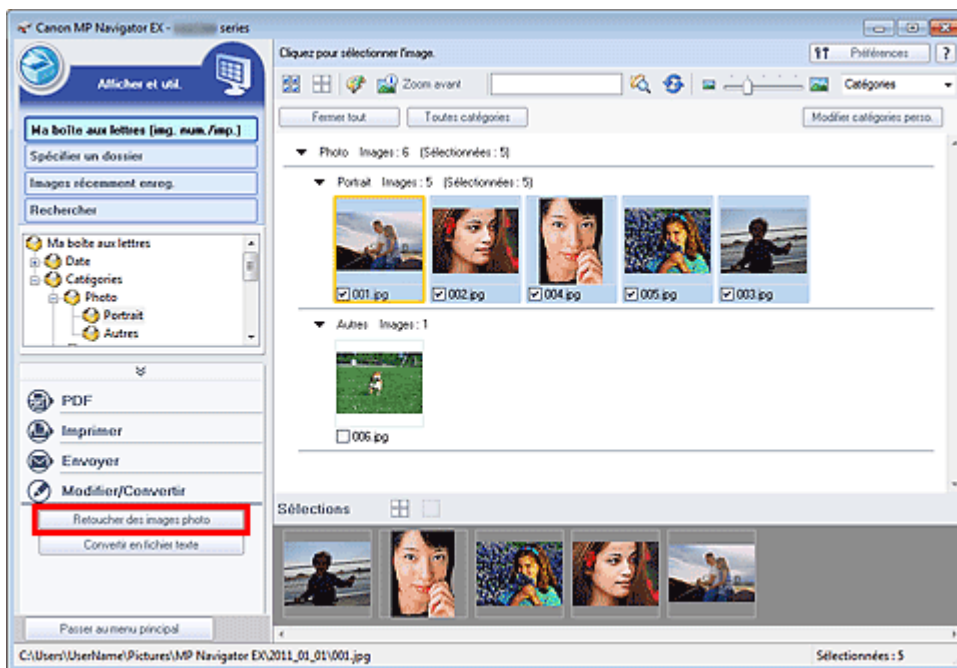 Canon MP Navigator EX - series
Afficher et util.
Ma boîte aux lettres (img. num./imp.)
Spécifier un dossier
Images récemment enreg.
Rechercher
Ma boîte aux lettres
Date
Catégories
Photo
Portrait
Autres
PDF
Imprimer
Envoyer
Modifier/Convertir
Retoucher des images photo
Convertir en fichier texte
Passer au menu principal
Cliquez pour sélectionner l'image.
Préférences
?
Zoom avant
Catégories
Fermer tout
Toutes catégories
Modifier catégories perso.
Photo Images : 6 (Sélectionnées : 5)
Portrait Images : 5 (Sélectionnées : 5)
001.jpg
002.jpg
004.jpg
005.jpg
003.jpg
Autres Images : 1
006.jpg
Sélections
C:\Users\UserName\Pictures\MP Navigator EX\2011_01_01\001.jpg
Sélectionnées : 5